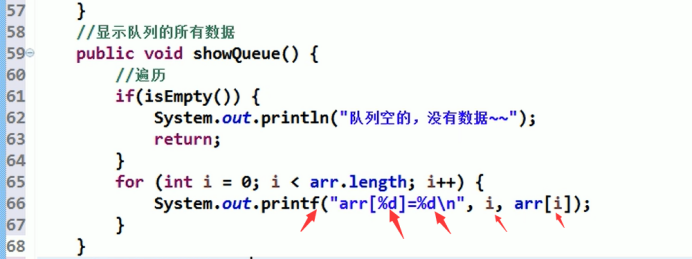 57 }
58 //显示队列的所有数据
59 public void showQueue() {
60 //遍历
61 if(isEmpty()) {
62 System.out.println("队列空的，没有数据~~");
63 return;
64 }
65 for (int i = 0; i < arr.length; i++) {
66 System.out.printf("arr[%d]=%d\n", i, arr[i]);
67 }
68 }